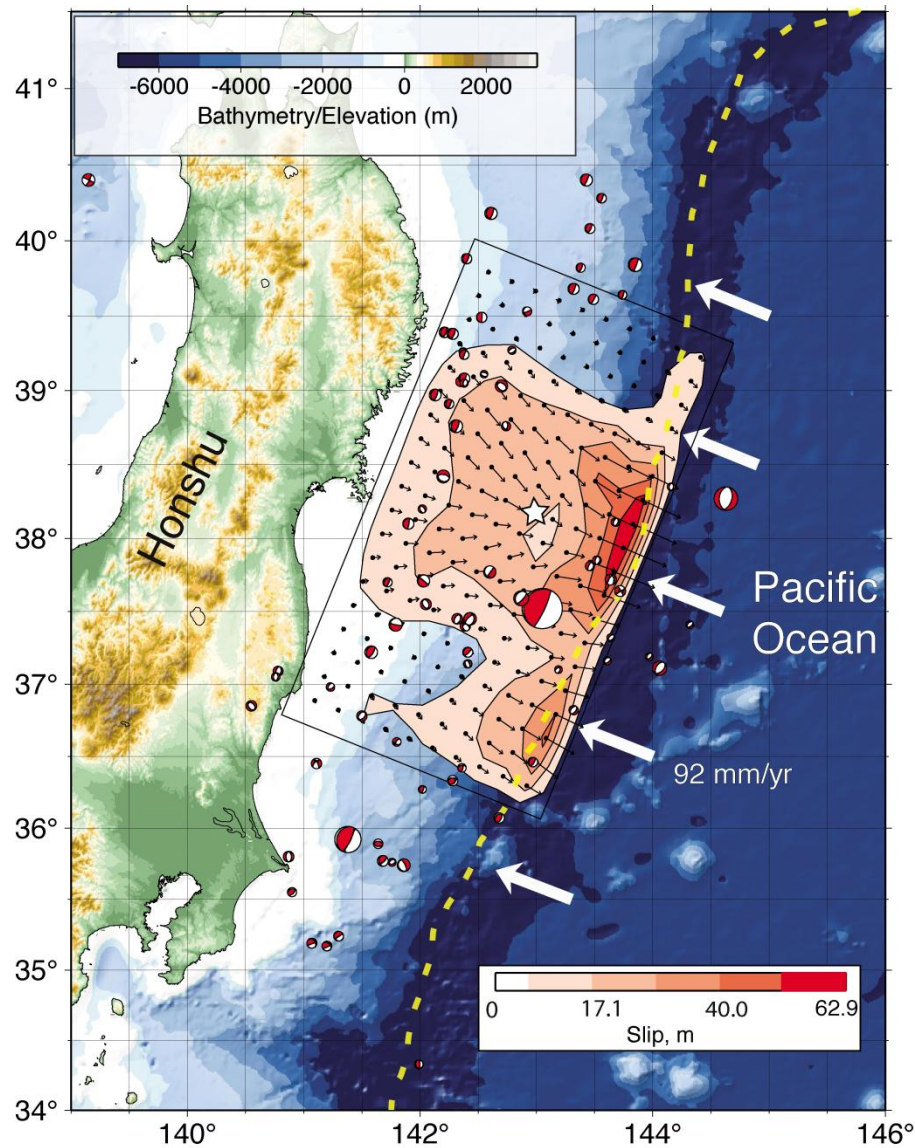 -6000 -4000 -2000 0 2000
Bathymetry/Elevation (m)
41°
40°
39°
38°
37°
36°
35°
34°
Honshu
Pacific
Ocean
92 mm/yr
0 17.1 40.0 62.9
Slip, m
140° 142° 144° 146°